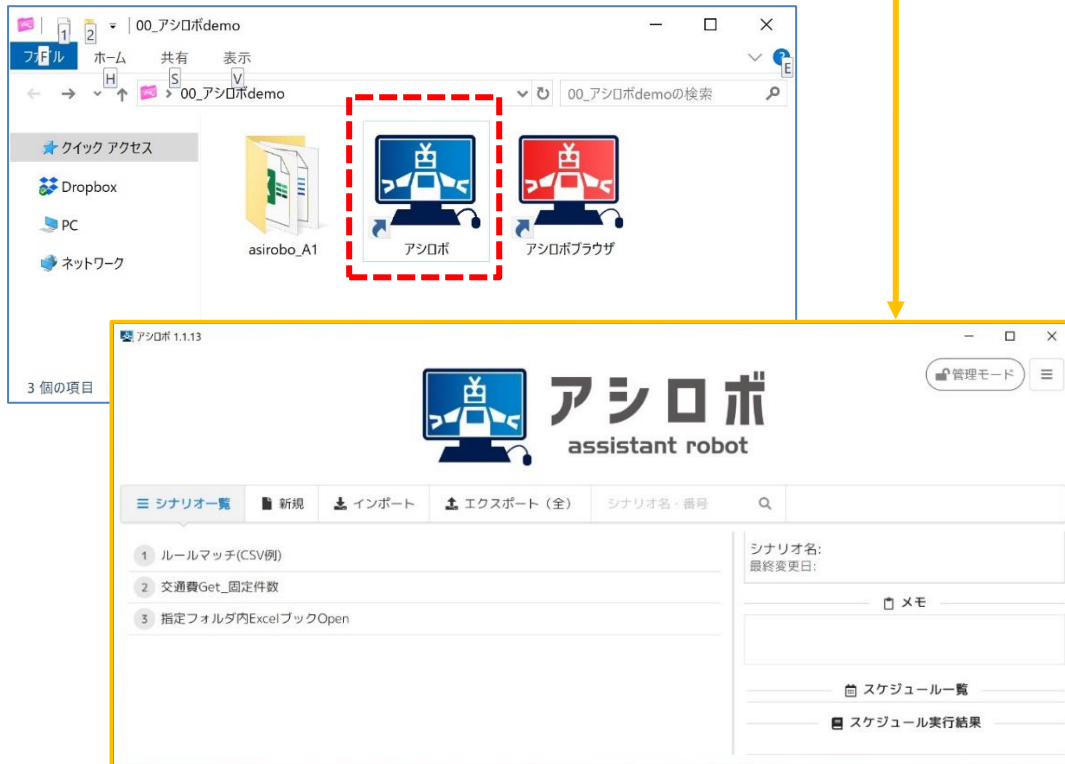 00_アシロボdemo
1
2
ファイル
ホーム
共有
表示
F
H
S
V
E
00_アシロボdemo
00_アシロボdemoの検索
クイック アクセス
Dropbox
PC
ネットワーク
asirobo_A1
アシロボ
アシロボブラウザ
3 個の項目
アシロボ 1.1.13
管理モード
アシロボ
assistant robot
シナリオ一覧
新規
インポート
エクスポート（全）
シナリオ名・番号
1 ルールマッチ(CSV例)
2 交通費Get_固定件数
3 指定フォルダ内ExcelブックOpen
シナリオ名:
最終変更日:
メモ
スケジュール一覧
スケジュール実行結果